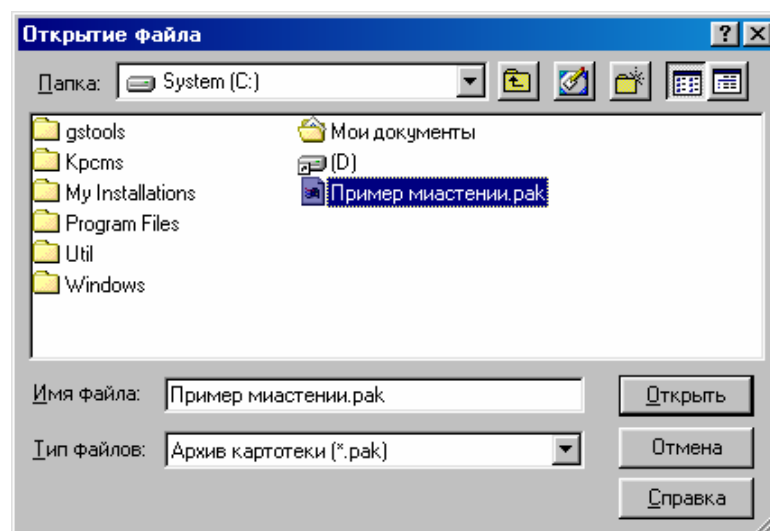 Открытие файла
Папка: System (C:)
gstools
Kpcms
My Installations
Program Files
Util
Windows
Мои документы
(D)
Пример миастении.pak
Имя файла: Пример миастении.pak Открыть
Тип файлов: Архив картотеки (*.pak) Отмена
Справка